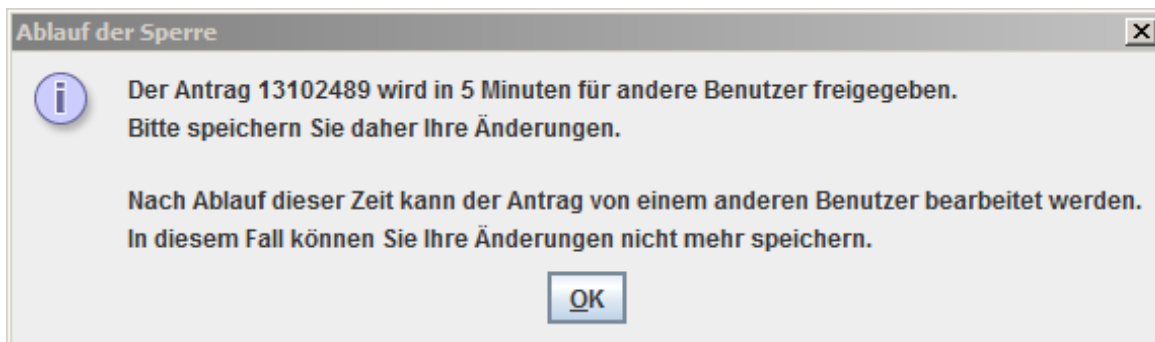 Ablauf der Sperre
Der Antrag 13102489 wird in 5 Minuten für andere Benutzer freigegeben.
Bitte speichern Sie daher Ihre Änderungen.
Nach Ablauf dieser Zeit kann der Antrag von einem anderen Benutzer bearbeitet werden.
In diesem Fall können Sie Ihre Änderungen nicht mehr speichern.
OK